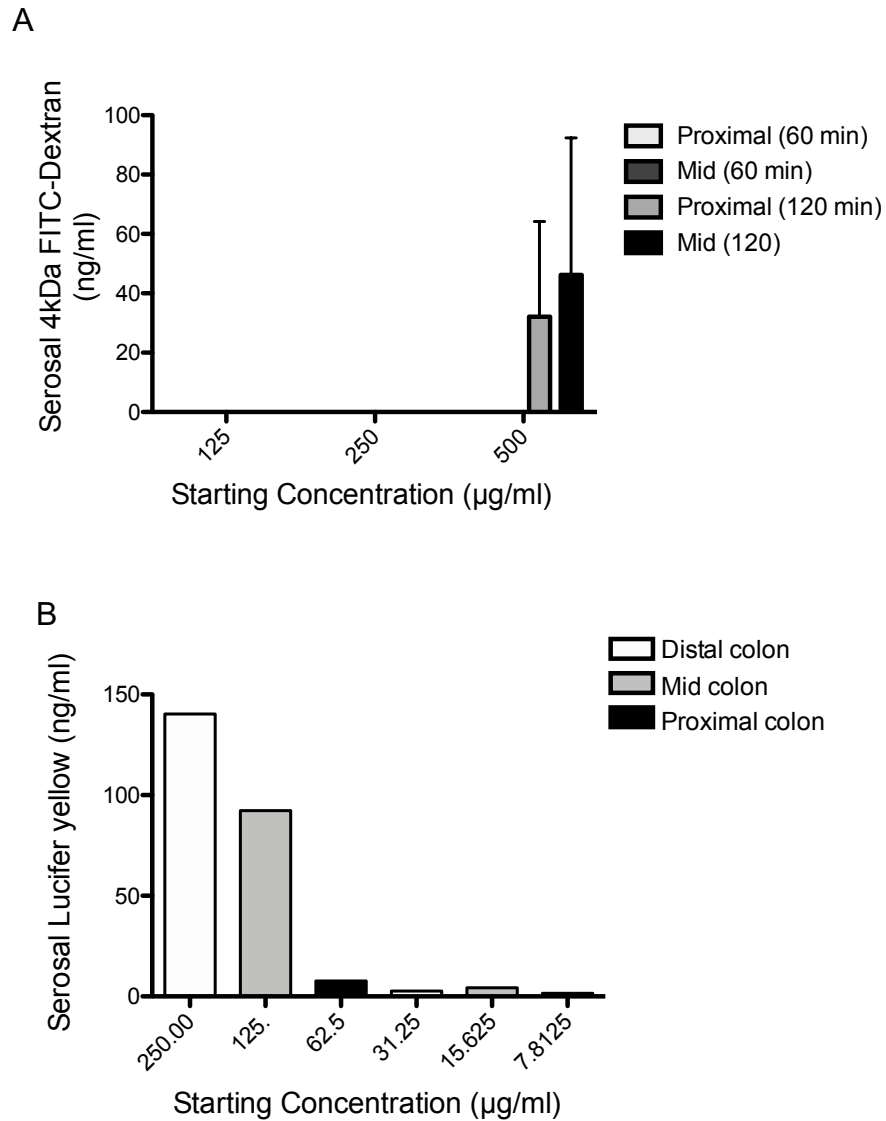 A
Serosal 4kDa FITC-Dextran
(ng/ml)
100
80
60
40
20
0
125
250
500
Starting Concentration (µg/ml)
Proximal (60 min)
Mid (60 min)
Proximal (120 min)
Mid (120)
B
Serosal Lucifer yellow (ng/ml)
150
100
50
0
250.00
125.
62.5
31.25
15.625
7.8125
Starting Concentration (µg/ml)
Distal colon
Mid colon
Proximal colon